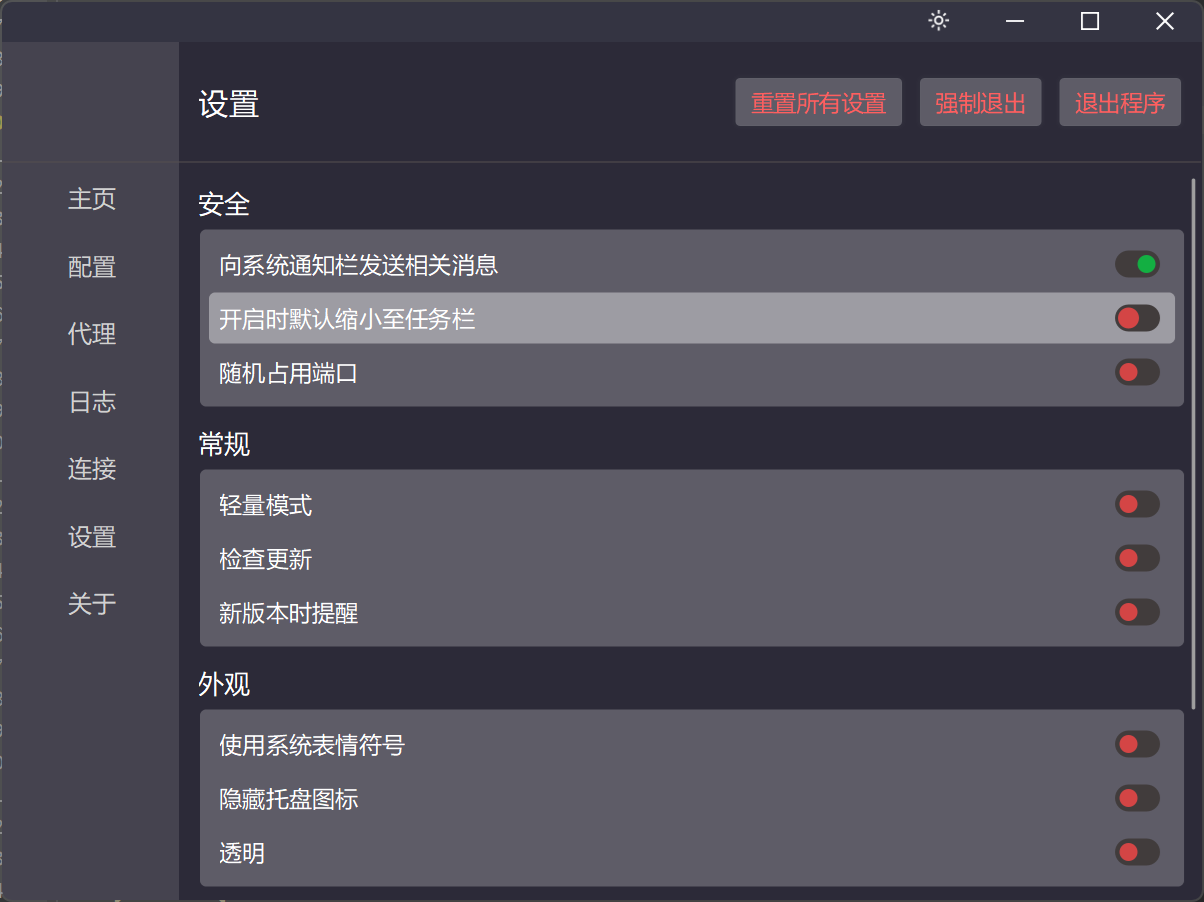 设置
重置所有设置
强制退出
退出程序
主页
配置
代理
日志
连接
设置
关于
安全
向系统通知栏发送相关消息
开启时默认缩小至任务栏
随机占用端口
常规
轻量模式
检查更新
新版本时提醒
外观
使用系统表情符号
隐藏托盘图标
透明